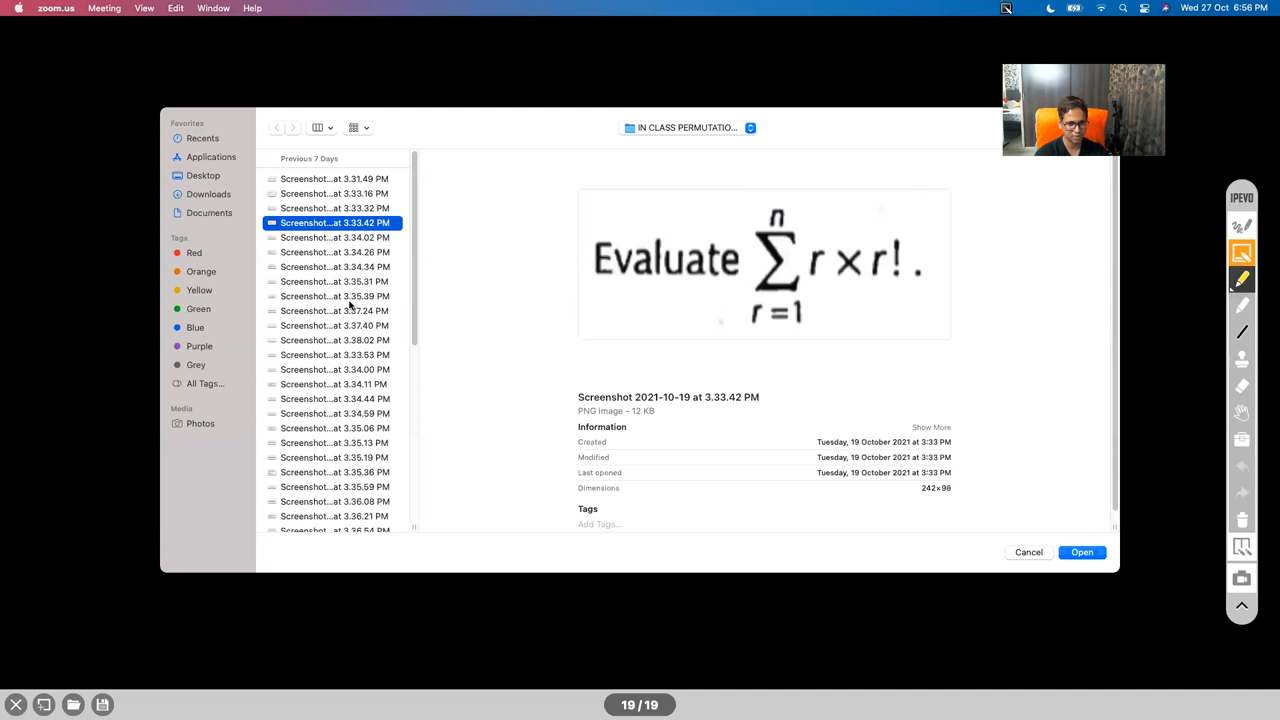 zoom.us Meeting View Edit Window Help Wed 27 Oct 6:56 PM
IPEVO
Favorites
Recents
Applications
Desktop
Downloads
Documents
Tags
Red
Orange
Yellow
Green
Blue
Purple
Grey
All Tags...
Media
Photos
IN CLASS PERMUTATIO...
Previous 7 Days
Screenshot...at 3.31.49 PM
Screenshot...at 3.33.16 PM
Screenshot...at 3.33.32 PM
Screenshot...at 3.33.42 PM
Screenshot...at 3.34.02 PM
Screenshot...at 3.34.26 PM
Screenshot...at 3.34.34 PM
Screenshot...at 3.35.31 PM
Screenshot...at 3.35.39 PM
Screenshot...at 3.37.24 PM
Screenshot...at 3.37.40 PM
Screenshot...at 3.38.02 PM
Screenshot...at 3.33.53 PM
Screenshot...at 3.34.00 PM
Screenshot...at 3.34.11 PM
Screenshot...at 3.34.44 PM
Screenshot...at 3.34.59 PM
Screenshot...at 3.35.06 PM
Screenshot...at 3.35.13 PM
Screenshot...at 3.35.19 PM
Screenshot...at 3.35.36 PM
Screenshot...at 3.35.59 PM
Screenshot...at 3.36.08 PM
Screenshot...at 3.36.21 PM
Screenshot...at 3.36.54 PM
n
Evaluate ∑ r × r! .
r = 1
Screenshot 2021-10-19 at 3.33.42 PM
PNG image - 12 KB
Information Show More
Created Tuesday, 19 October 2021 at 3:33 PM
Modified Tuesday, 19 October 2021 at 3:33 PM
Last opened Tuesday, 19 October 2021 at 3:33 PM
Dimensions 242×98
Tags
Add Tags...
Cancel Open
19 / 19